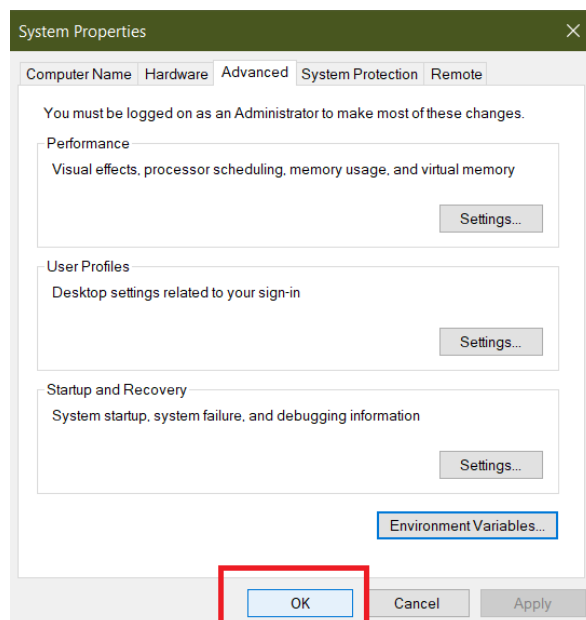 System Properties
Computer Name Hardware Advanced System Protection Remote
You must be logged on as an Administrator to make most of these changes.
Performance
Visual effects, processor scheduling, memory usage, and virtual memory
Settings...
User Profiles
Desktop settings related to your sign-in
Settings...
Startup and Recovery
System startup, system failure, and debugging information
Settings...
Environment Variables...
OK Cancel Apply